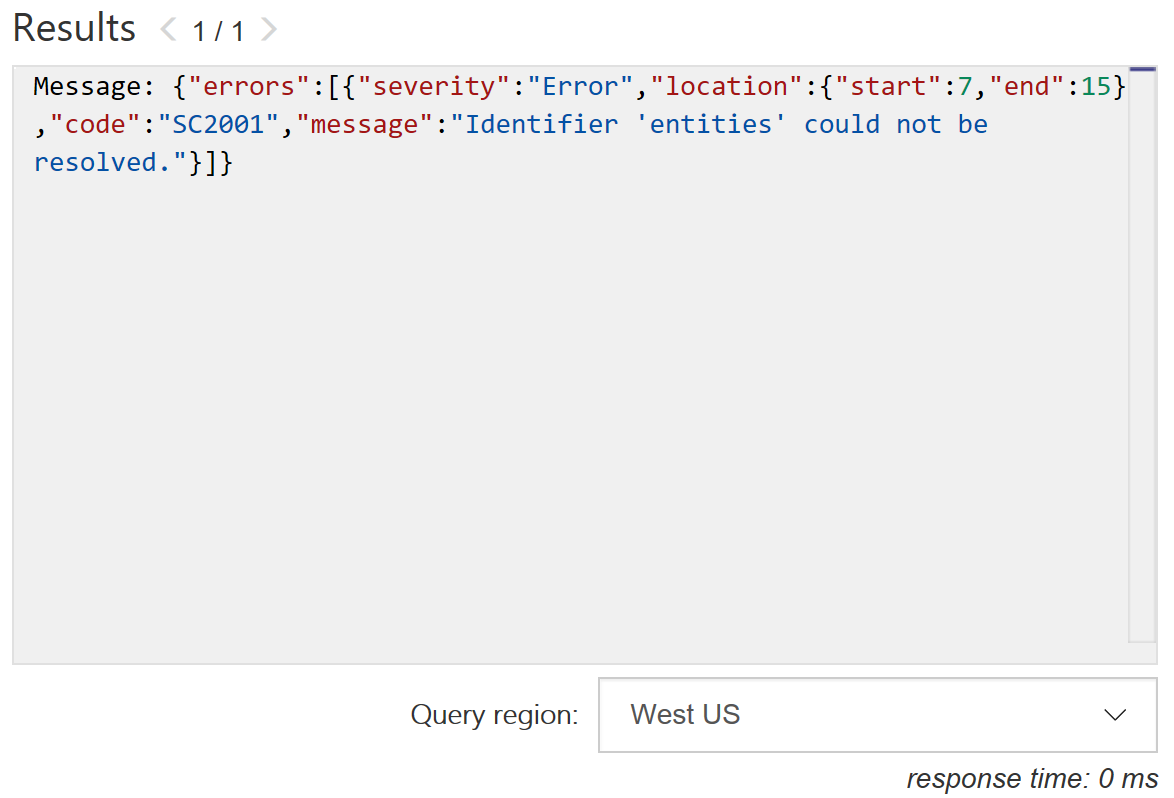 Results < 1 / 1 >
Message: {"errors":[{"severity":"Error","location":{"start":7,"end":15}
,"code":"SC2001","message":"Identifier 'entities' could not be
resolved."}]}
Query region: West US
response time: 0 ms